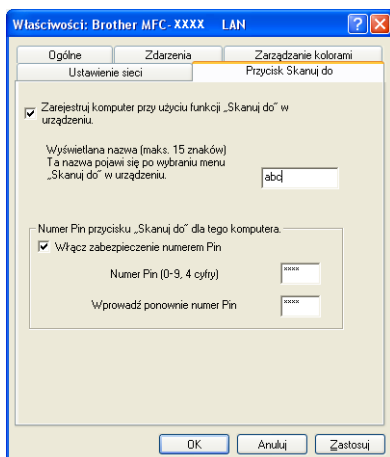 Właściwości: Brother MFC-XXXX LAN
Ogólne Zdarzenia Zarządzanie kolorami
Ustawienie sieci Przycisk Skanuj do
Zarejestruj komputer przy użyciu funkcji „Skanuj do” w
urządzeniu.
Wyświetlana nazwa (maks. 15 znaków)
Ta nazwa pojawi się po wybraniu menu
„Skanuj do” w urządzeniu.
abc
Numer Pin przycisku „Skanuj do” dla tego komputera.
Włącz zabezpieczenie numerem Pin
Numer Pin (0-9, 4 cyfry) xxxx
Wprowadź ponownie numer Pin xxxx
OK Anuluj Zastosuj